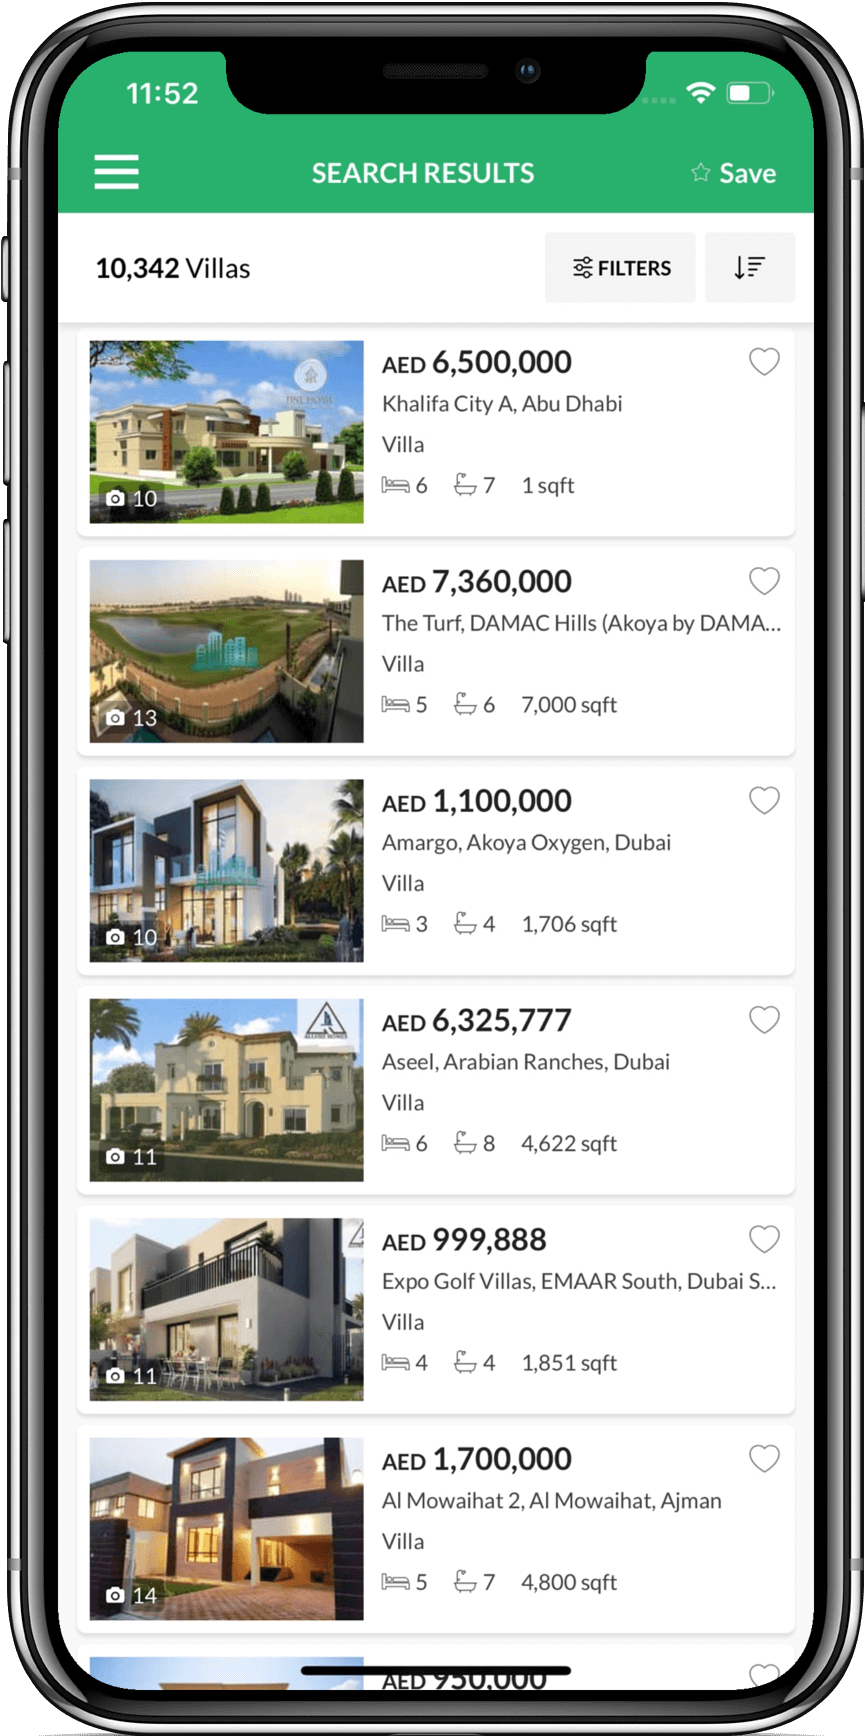 11:52
SEARCH RESULTS
Save
10,342 Villas
FILTERS
AED 6,500,000
Khalifa City A, Abu Dhabi
Villa
6 7 1 sqft
10
AED 7,360,000
The Turf, DAMAC Hills (Akoya by DAMA...
Villa
5 6 7,000 sqft
13
AED 1,100,000
Amargo, Akoya Oxygen, Dubai
Villa
3 4 1,706 sqft
10
ALLURE HOMES
AED 6,325,777
Aseel, Arabian Ranches, Dubai
Villa
6 8 4,622 sqft
11
AED 999,888
Expo Golf Villas, EMAAR South, Dubai S...
Villa
4 4 1,851 sqft
11
AED 1,700,000
Al Mowaihat 2, Al Mowaihat, Ajman
Villa
5 7 4,800 sqft
14
AED 950,000